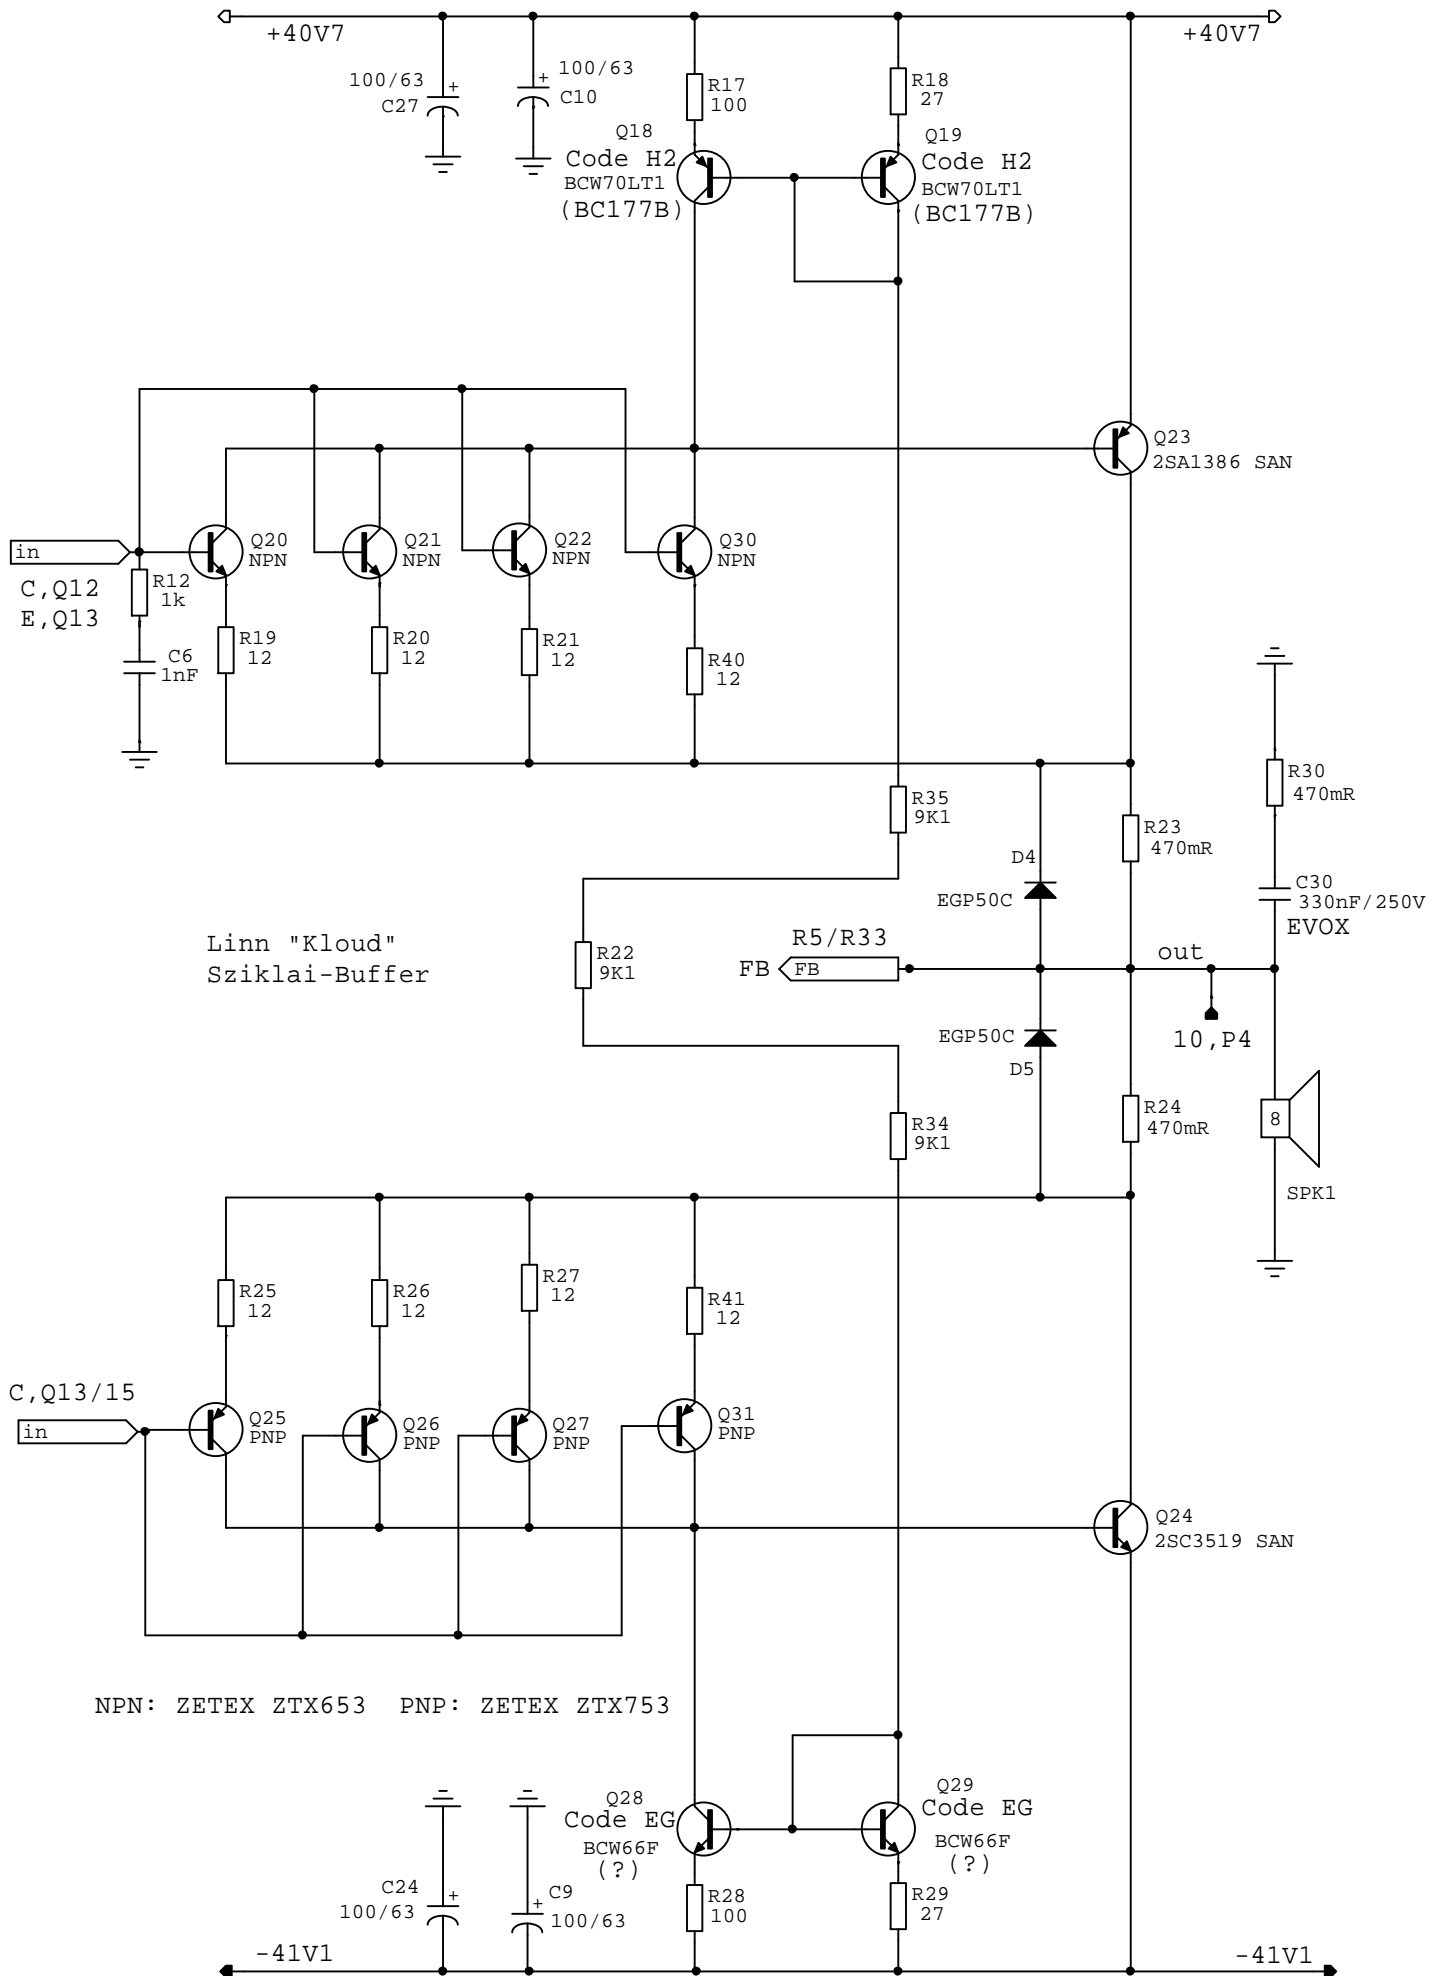 +40V7
+40V7
100/63
+
C27
100/63
+
C10
R17
100
R18
27
Q18
Code H2
BCW70LT1
(BC177B)
Q19
Code H2
BCW70LT1
(BC177B)
Q23
2SA1386 SAN
in
C,Q12
E,Q13
Q20
NPN
Q21
NPN
Q22
NPN
Q30
NPN
R12
1k
C6
1nF
R19
12
R20
12
R21
12
R40
12
R35
9K1
R23
470mR
R30
470mR
D4
EGP50C
C30
330nF/250V
EVOX
Linn "Kloud"
Sziklai-Buffer
R22
9K1
R5/R33
FB
FB
out
10,P4
EGP50C
D5
R34
9K1
R24
470mR
8
SPK1
R25
12
R26
12
R27
12
R41
12
C,Q13/15
in
Q25
PNP
Q26
PNP
Q27
PNP
Q31
PNP
Q24
2SC3519 SAN
NPN: ZETEX ZTX653 PNP: ZETEX ZTX753
Q28
Code EG
BCW66F
(?)
Q29
Code EG
BCW66F
(?)
C24
+
100/63
C9
+
100/63
R28
100
R29
27
-41V1
-41V1